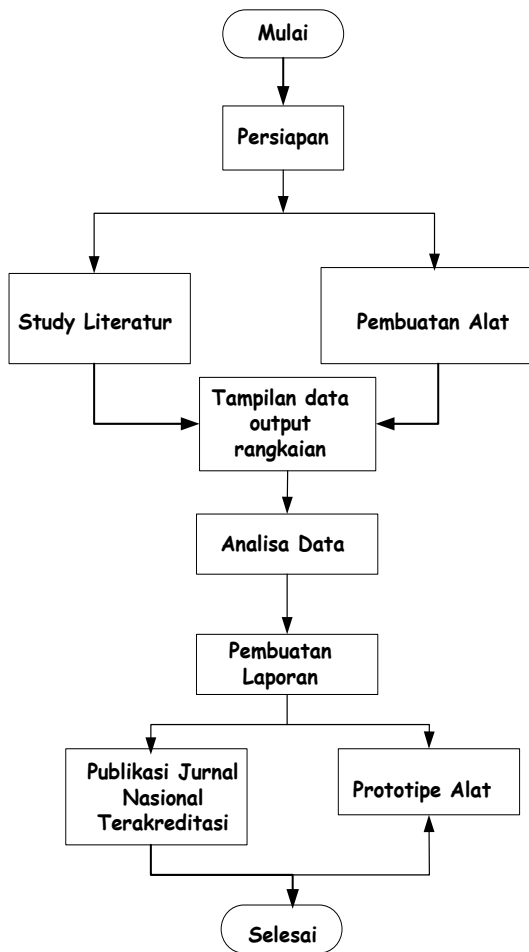 Mulai
Persiapan
Study Literatur
Pembuatan Alat
Tampilan data
output
rangkaian
Analisa Data
Pembuatan
Laporan
Publikasi Jurnal
Nasional
Terakreditasi
Prototipe Alat
Selesai